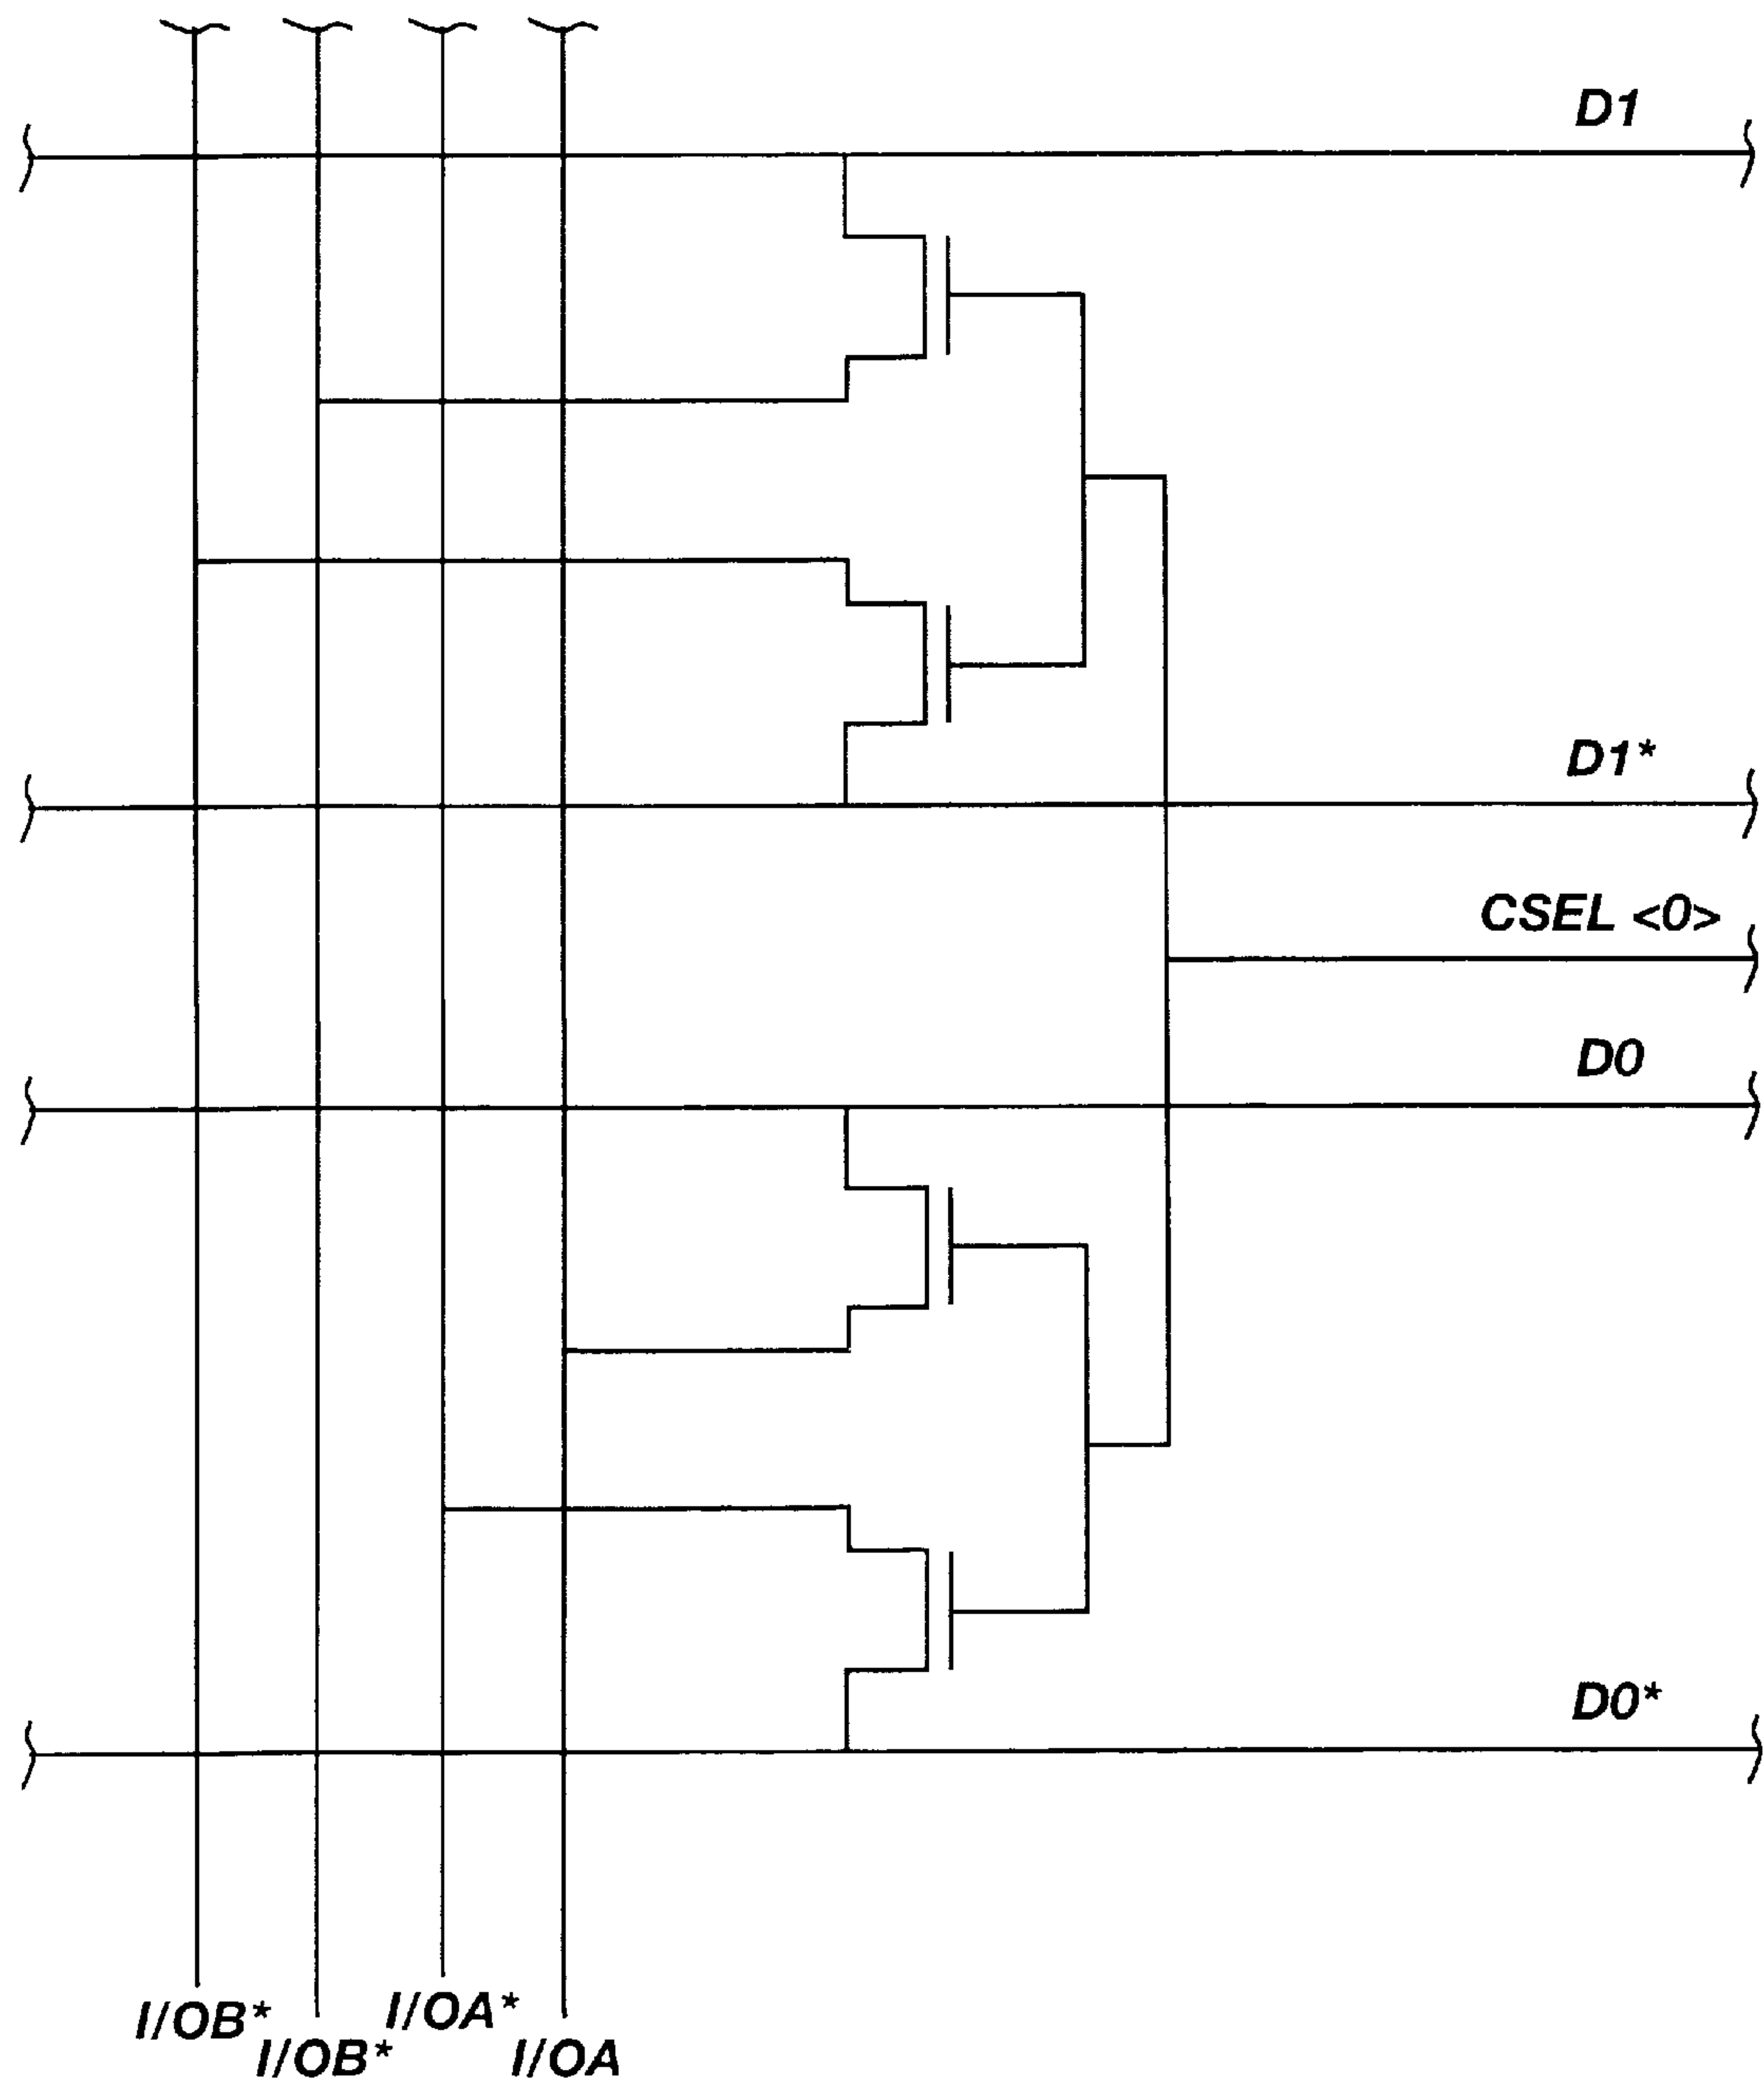 D1
D1*
CSEL <0>
D0
D0*
I/OB*
I/OB*
I/OA*
I/OA